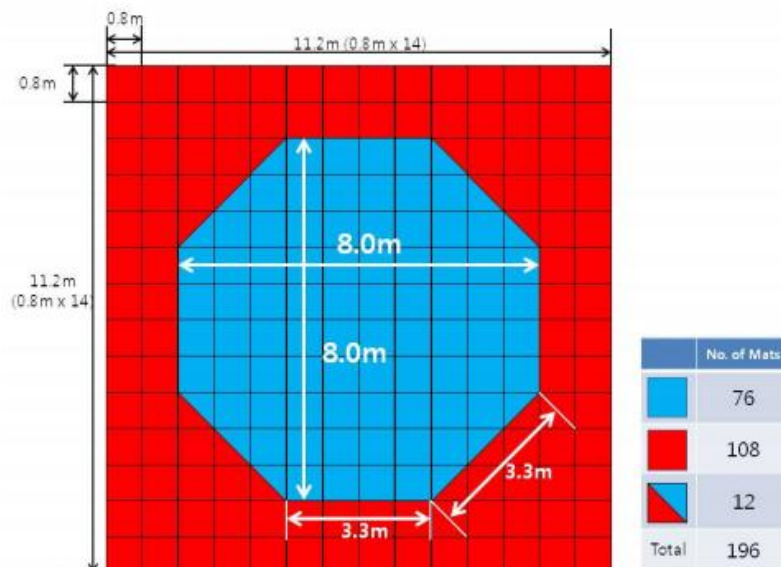 0.8m
11.2m (0.8m x 14)
0.8m
8.0m
11.2m
(0.8m x 14)
8.0m
3.3m
3.3m
No. of Mats
76
108
12
Total 196